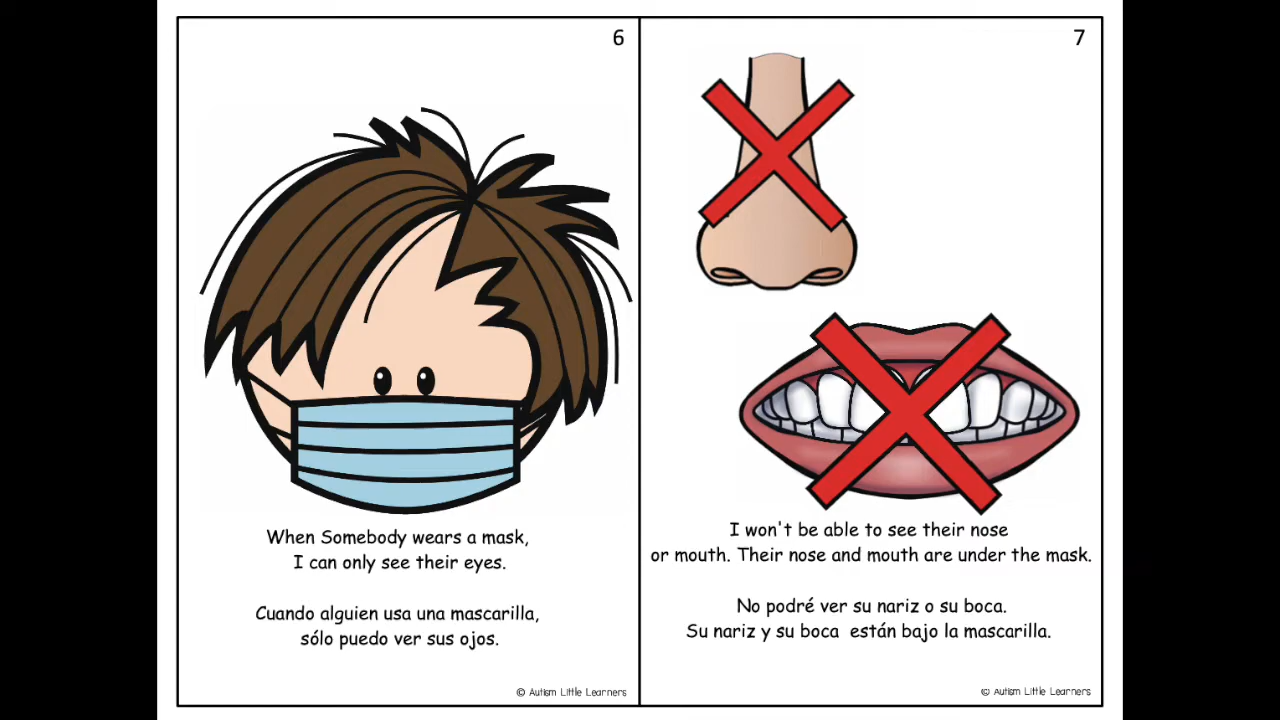 6
When Somebody wears a mask,
I can only see their eyes.
Cuando alguien usa una mascarilla,
sólo puedo ver sus ojos.
© Autism Little Learners
7
I won't be able to see their nose
or mouth. Their nose and mouth are under the mask.
No podré ver su nariz o su boca.
Su nariz y su boca están bajo la mascarilla.
© Autism Little Learners